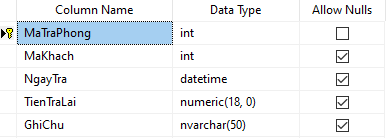 Column Name Data Type Allow Nulls
MaTraPhong int
MaKhach int
NgayTra datetime
TienTraLai numeric(18, 0)
GhiChu nvarchar(50)